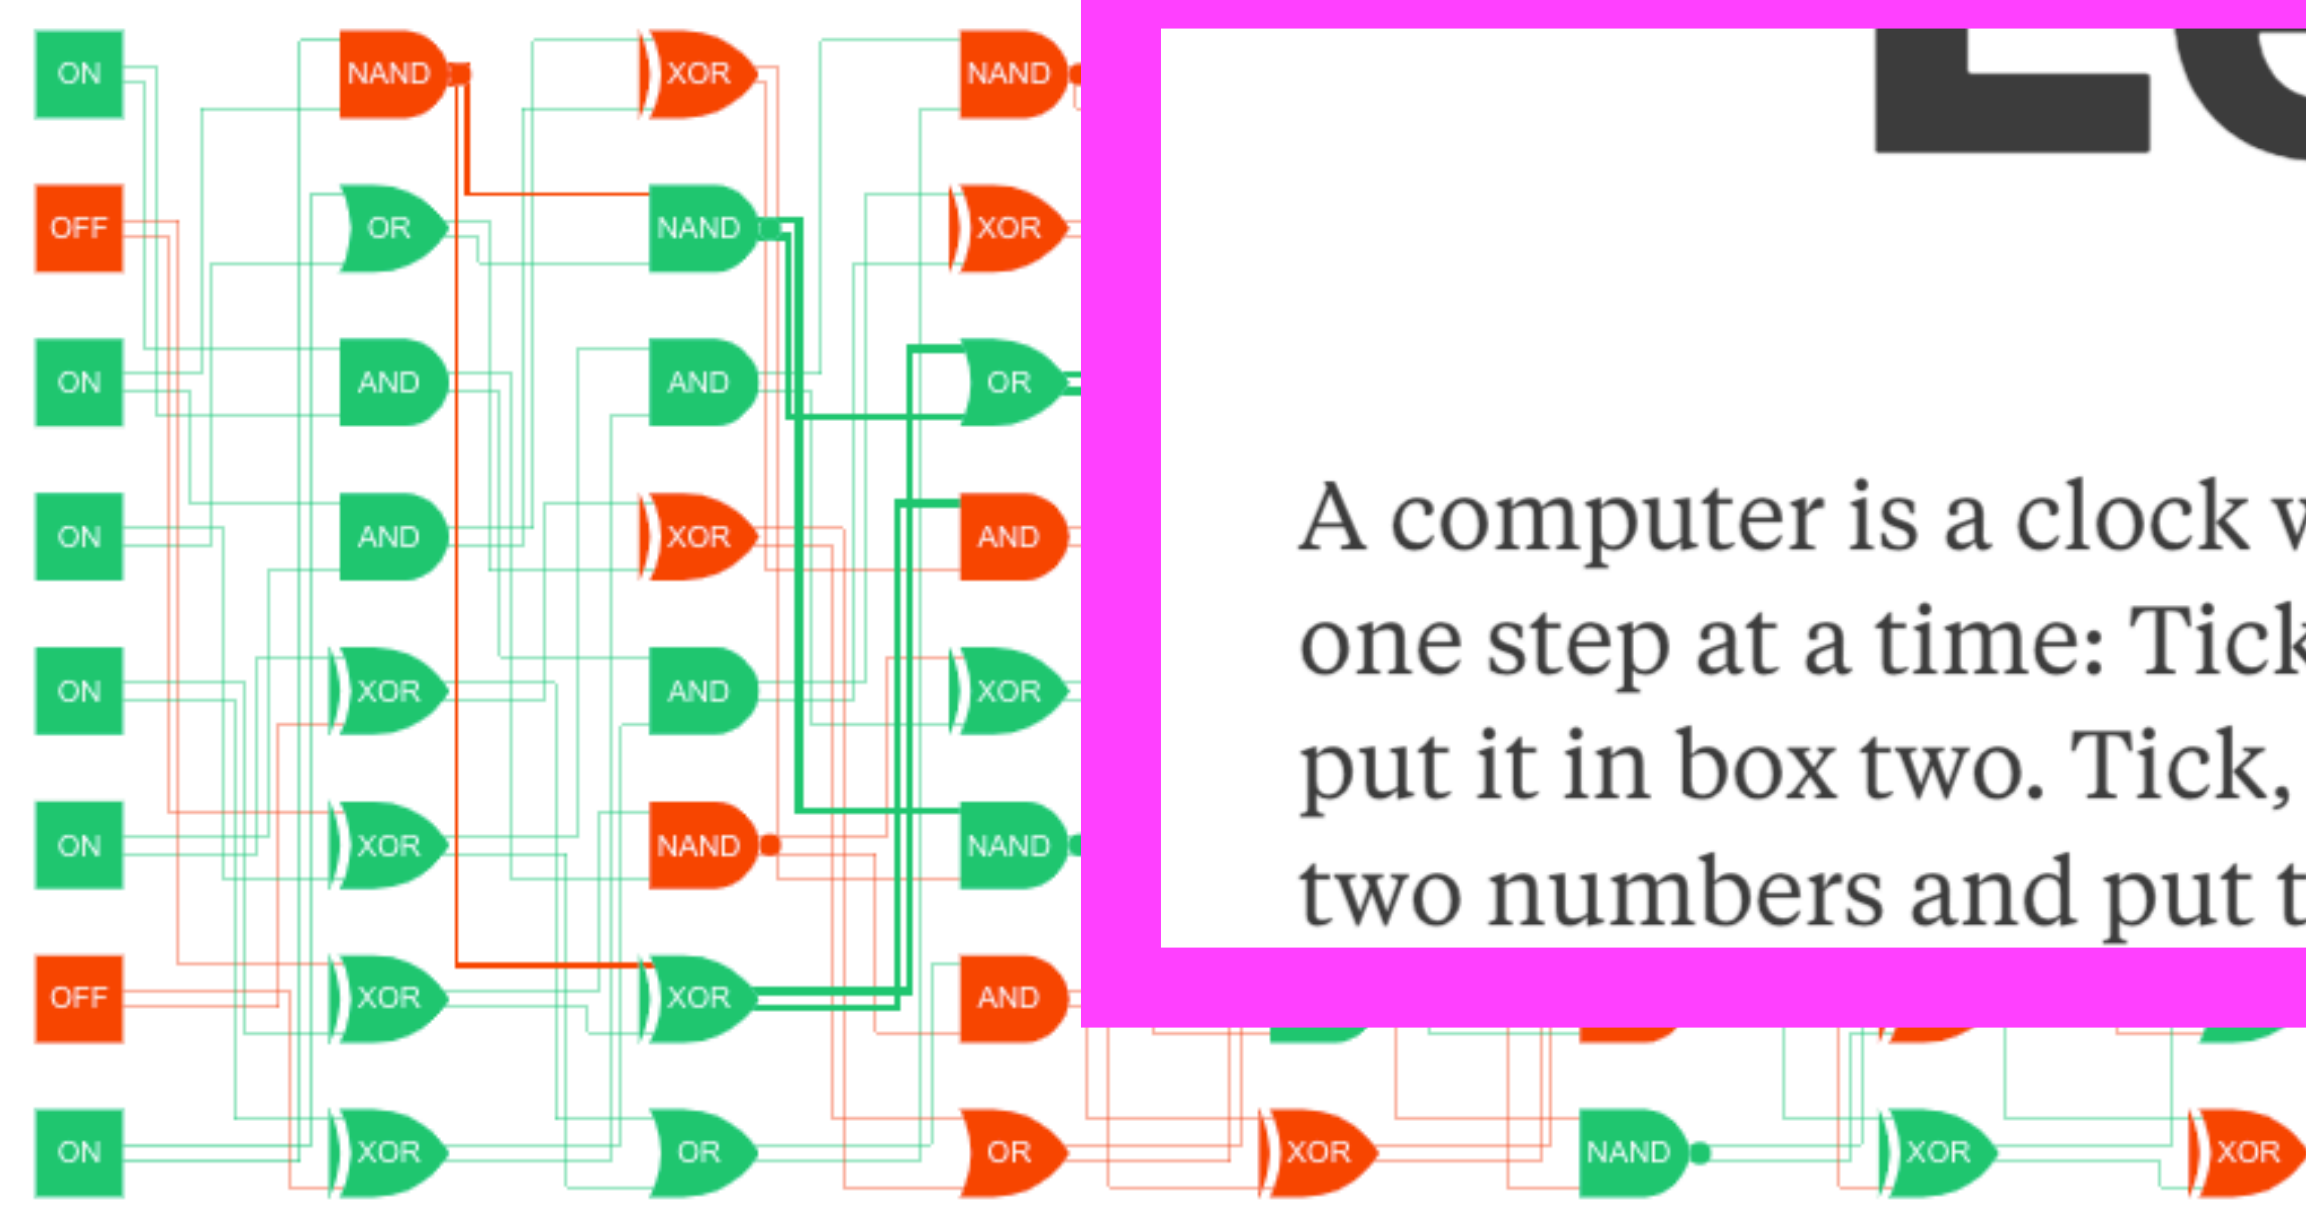 ON NAND XOR NAND
OFF OR NAND XOR
ON AND AND OR
ON AND XOR AND
ON XOR AND XOR
ON XOR NAND NAND
OFF XOR XOR AND
ON XOR OR OR XOR NAND XOR XOR
A computer is a clock
one step at a time: Tick
put it in box two. Tick,
two numbers and put